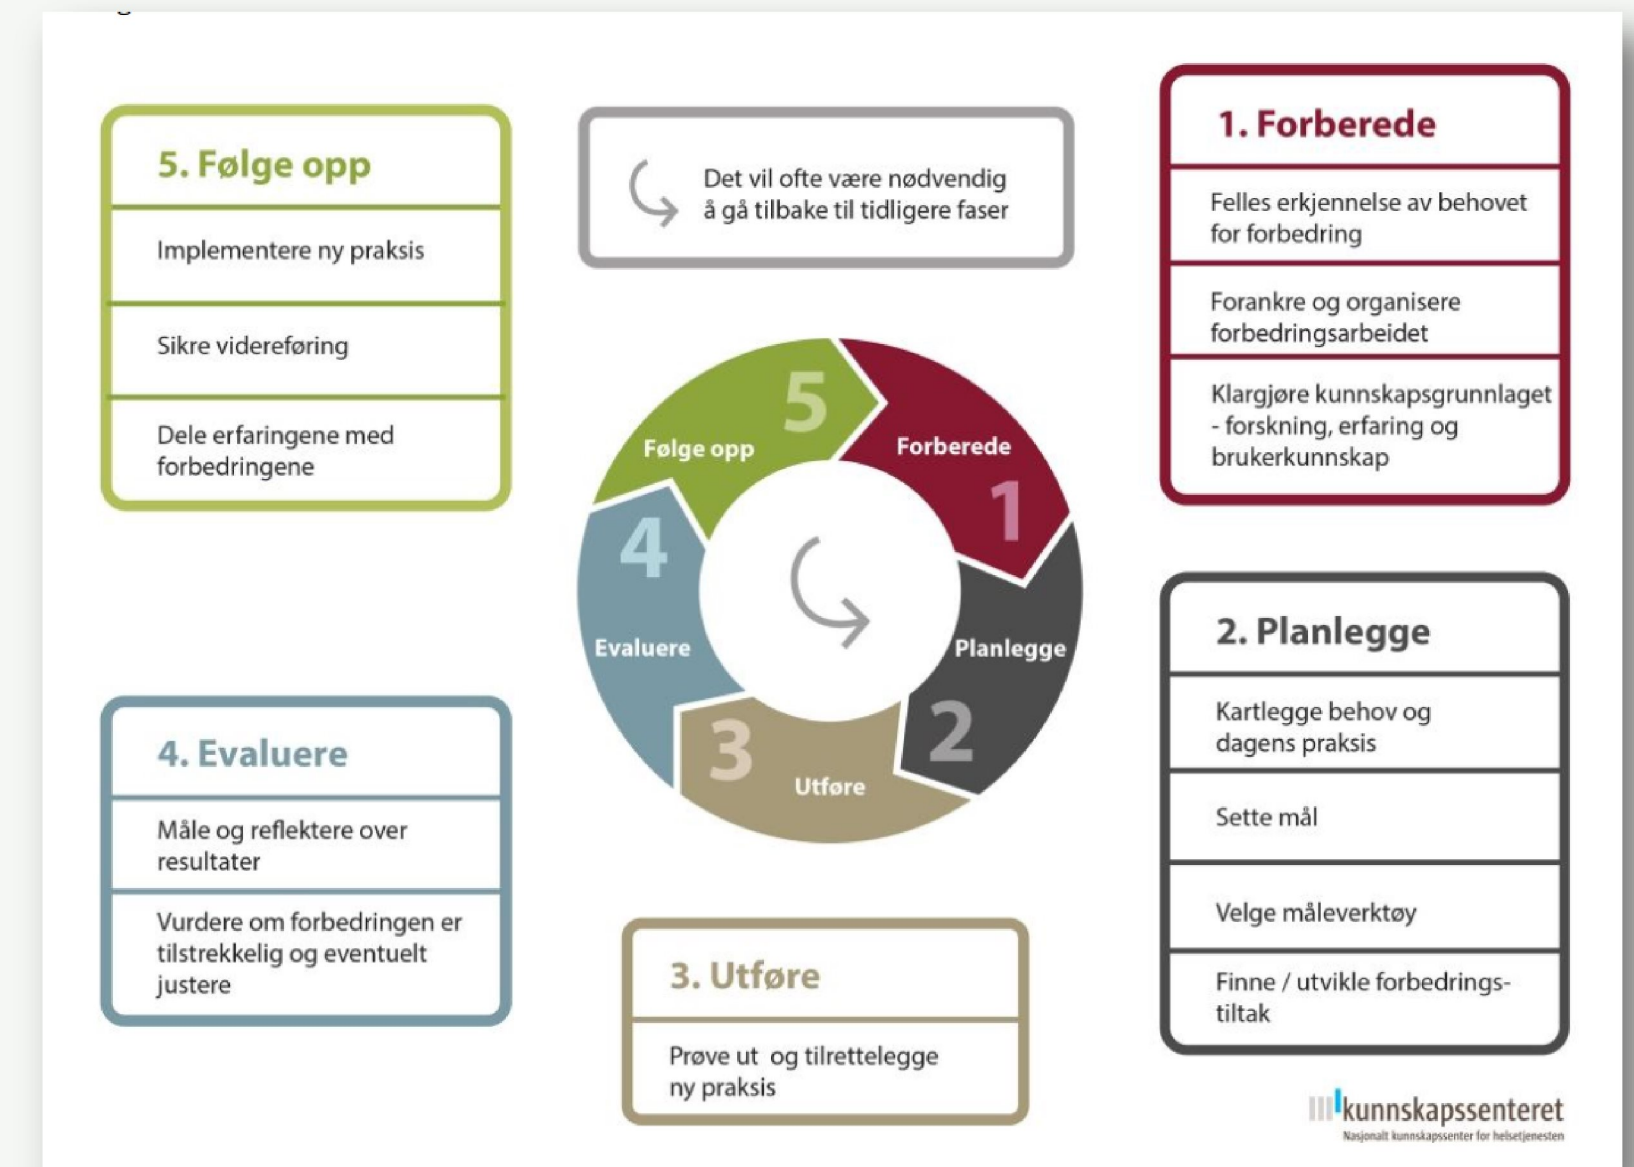 5. Følge opp
Implementere ny praksis
Sikre videreføring
Dele erfaringene med
forbedringene
Det vil ofte være nødvendig
å gå tilbake til tidligere faser
1. Forberede
Felles erkjennelse av behovet
for forbedring
Forankre og organisere
forbedringsarbeidet
Klargjøre kunnskapsgrunnlaget
- forskning, erfaring og
brukerkunnskap
5
Følge opp
Forberede
1
4
Evaluere
Planlegge
2
3
Utføre
2. Planlegge
Kartlegge behov og
dagens praksis
Sette mål
Velge måleverktøy
Finne / utvikle forbedrings-
tiltak
4. Evaluere
Måle og reflektere over
resultater
Vurdere om forbedringen er
tilstrekkelig og eventuelt
justere
3. Utføre
Prøve ut og tilrettelegge
ny praksis
kunnskapssenteret
Nasjonalt kunnskapssenter for helsetjenesten